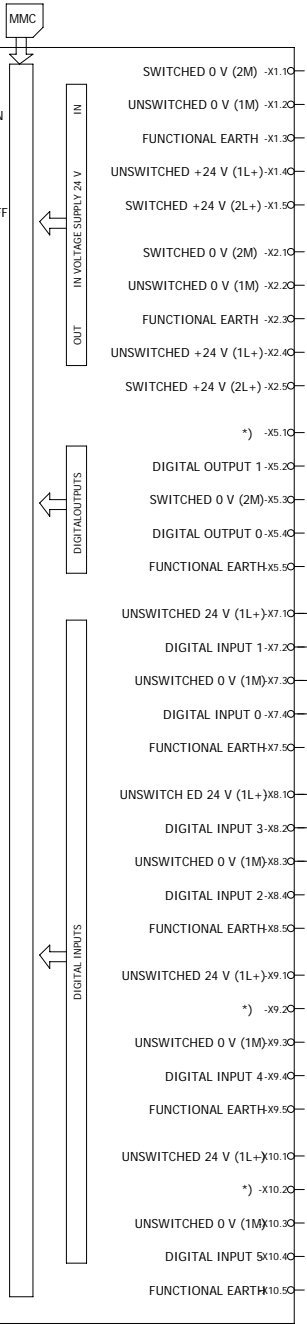 MMC
N
FF
IN
IN VOLTAGE SUPPLY 24 V
OUT
SWITCHED 0 V (2M) -X1.1
UNSWITCHED 0 V (1M) -X1.2
FUNCTIONAL EARTH -X1.3
UNSWITCHED +24 V (1L+) -X1.4
SWITCHED +24 V (2L+) -X1.5
SWITCHED 0 V (2M) -X2.1
UNSWITCHED 0 V (1M) -X2.2
FUNCTIONAL EARTH -X2.3
UNSWITCHED +24 V (1L+) -X2.4
SWITCHED +24 V (2L+) -X2.5
DIGITALOUTPUTS
*) -X5.1
DIGITAL OUTPUT 1 -X5.2
SWITCHED 0 V (2M) -X5.3
DIGITAL OUTPUT 0 -X5.4
FUNCTIONAL EARTH -X5.5
DIGITAL INPUTS
UNSWITCHED 24 V (1L+) -X7.1
DIGITAL INPUT 1 -X7.2
UNSWITCHED 0 V (1M) -X7.3
DIGITAL INPUT 0 -X7.4
FUNCTIONAL EARTH -X7.5
UNSWITCH ED 24 V (1L+) -X8.1
DIGITAL INPUT 3 -X8.2
UNSWITCHED 0 V (1M) -X8.3
DIGITAL INPUT 2 -X8.4
FUNCTIONAL EARTH -X8.5
UNSWITCHED 24 V (1L+) -X9.1
*) -X9.2
UNSWITCHED 0 V (1M) -X9.3
DIGITAL INPUT 4 -X9.4
FUNCTIONAL EARTH -X9.5
UNSWITCHED 24 V (1L+) -X10.1
*) -X10.2
UNSWITCHED 0 V (1M) -X10.3
DIGITAL INPUT 5 -X10.4
FUNCTIONAL EARTH -X10.5